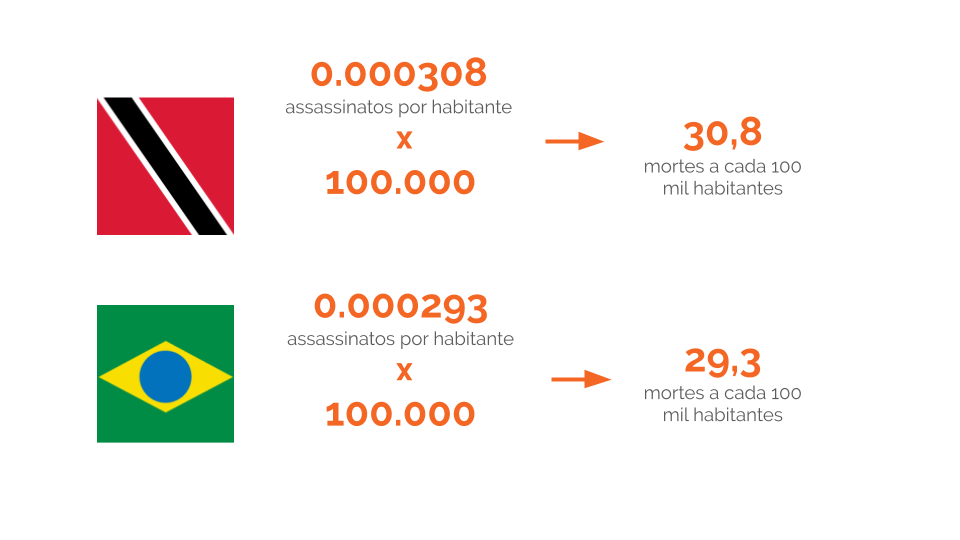 0.000308
assassinatos por habitante
x
100.000
30,8
mortes a cada 100
mil habitantes
0.000293
assassinatos por habitante
x
100.000
29,3
mortes a cada 100
mil habitantes